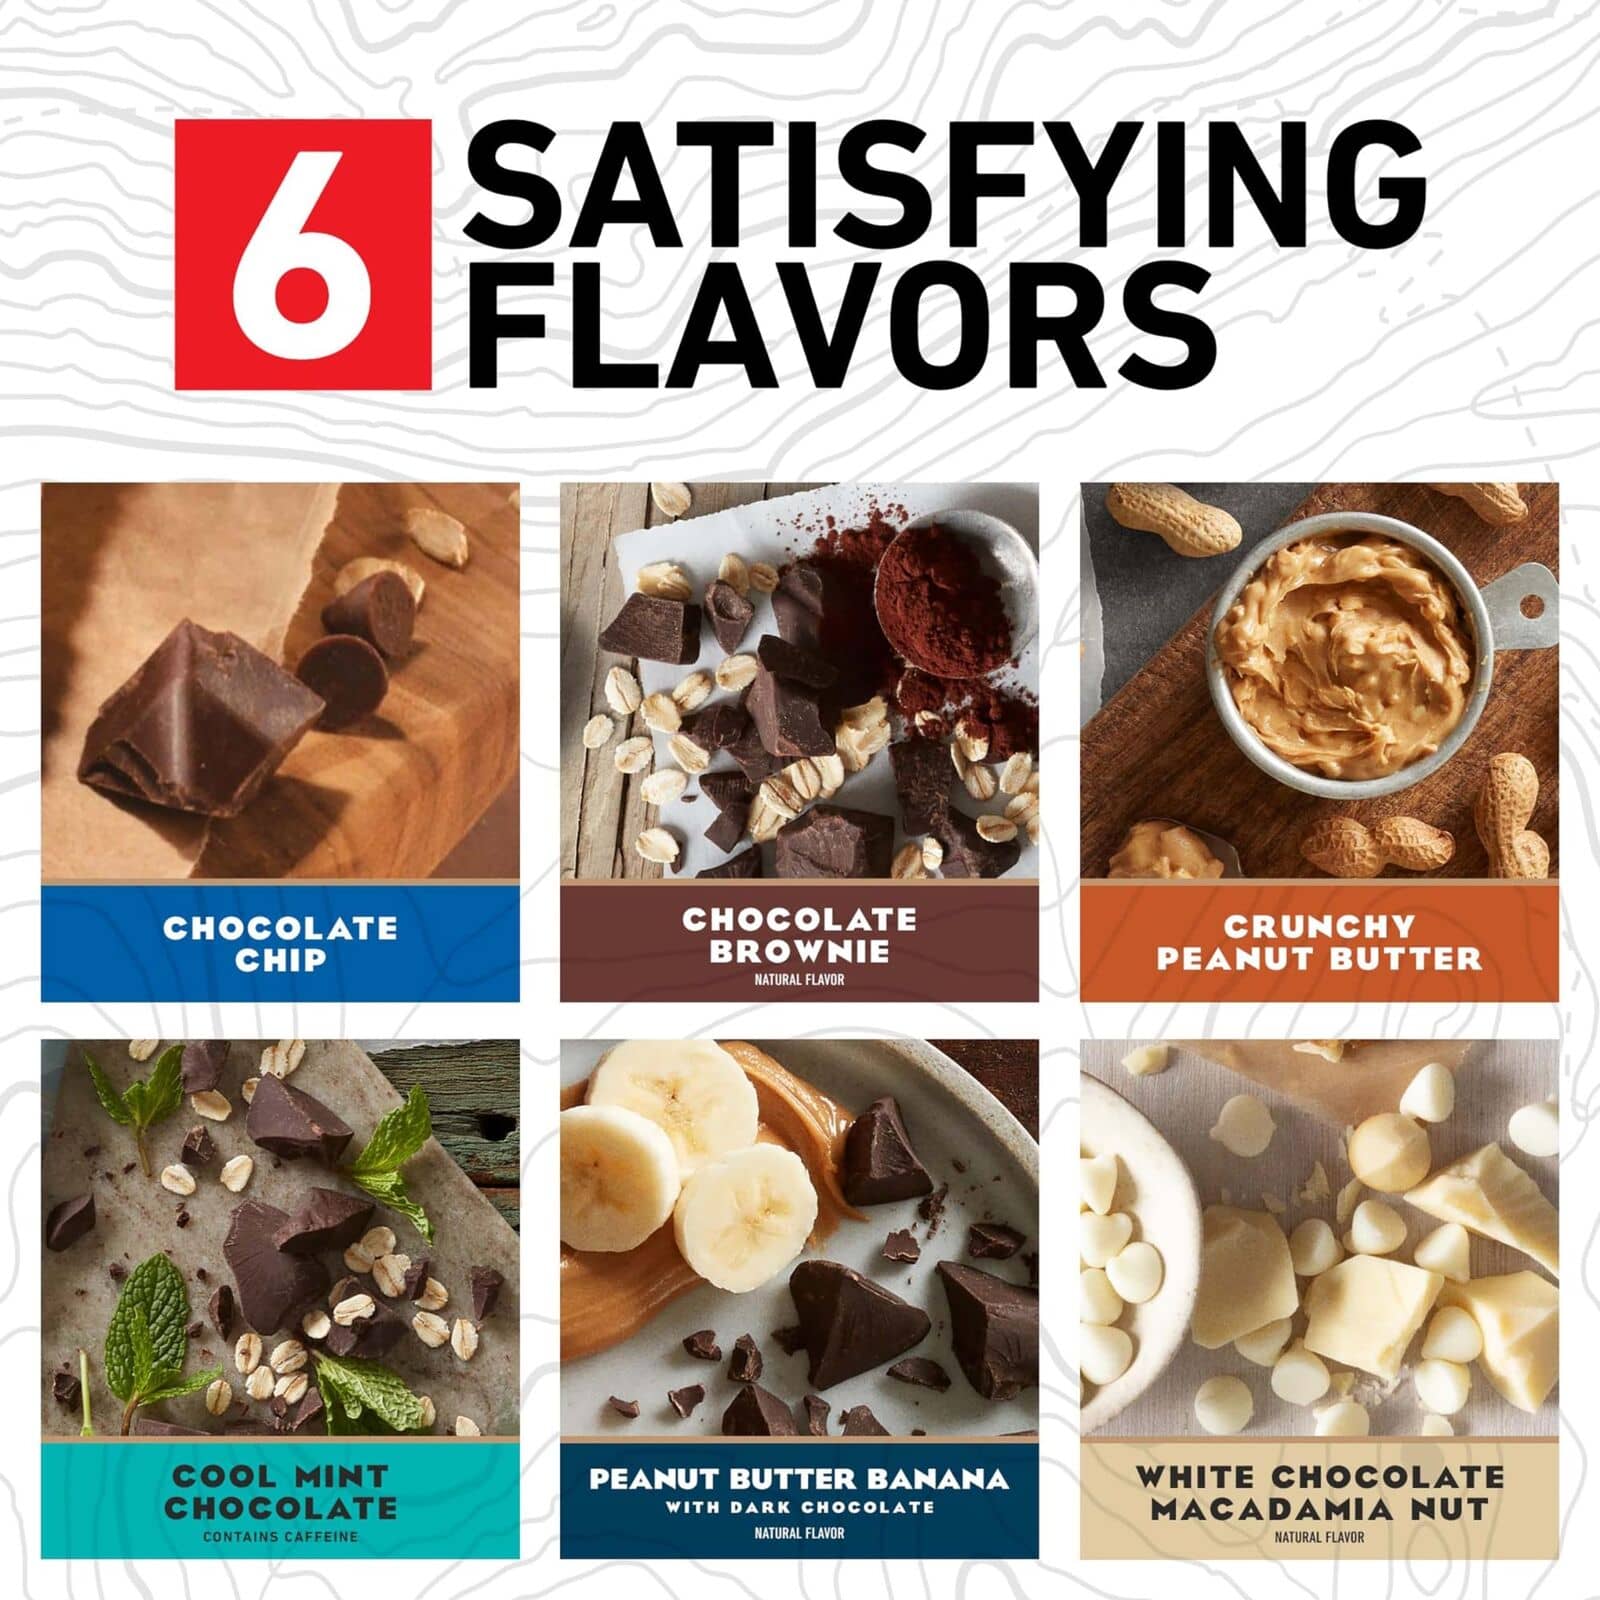 6 SATISFYING
FLAVORS
CHOCOLATE
CHIP
CHOCOLATE
BROWNIE
NATURAL FLAVOR
CRUNCHY
PEANUT BUTTER
COOL MINT
CHOCOLATE
CONTAINS CAFFEINE
PEANUT BUTTER BANANA
WITH DARK CHOCOLATE
NATURAL FLAVOR
WHITE CHOCOLATE
MACADAMIA NUT
NATURAL FLAVOR